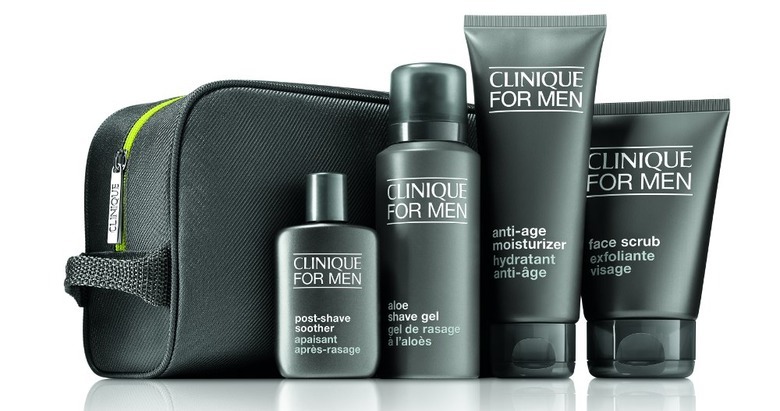 CLINIQUE
CLINIQUE
FOR MEN
post-shave
soother
apaisant
après-rasage
CLINIQUE
FOR MEN
aloe
shave gel
gel de rasage
à l'aloès
CLINIQUE
FOR MEN
anti-age
moisturizer
hydratant
anti-âge
CLINIQUE
FOR MEN
face scrub
exfoliante
visage